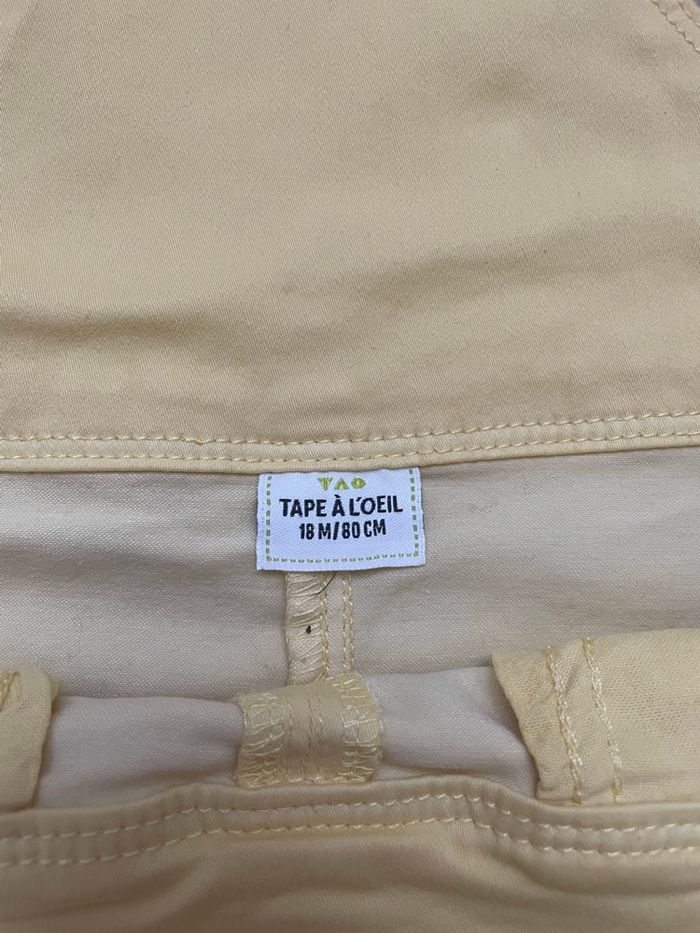 TAO
TAPE À L'OEIL
18 M/80 CM